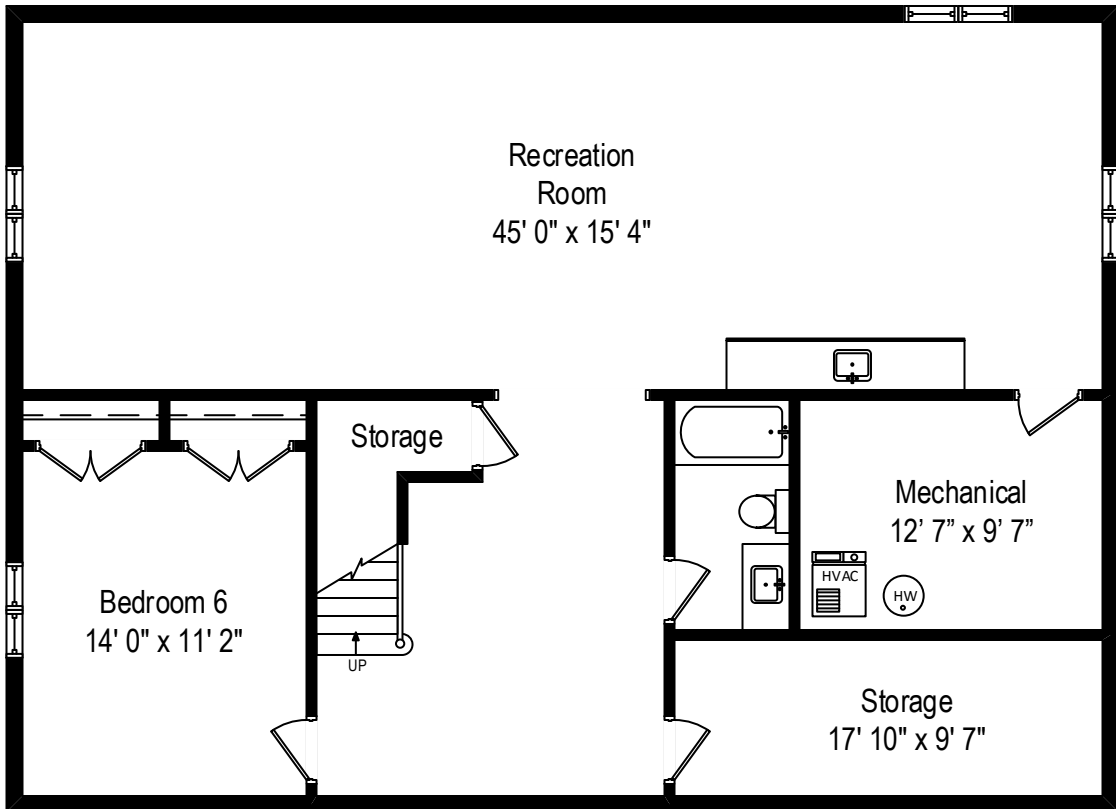 Recreation
Room
45' 0" x 15' 4"
Storage
Mechanical
12’ 7” x 9’ 7”
HVAC
HW
Bedroom 6
14' 0" x 11' 2"
UP
Storage
17' 10" x 9' 7"